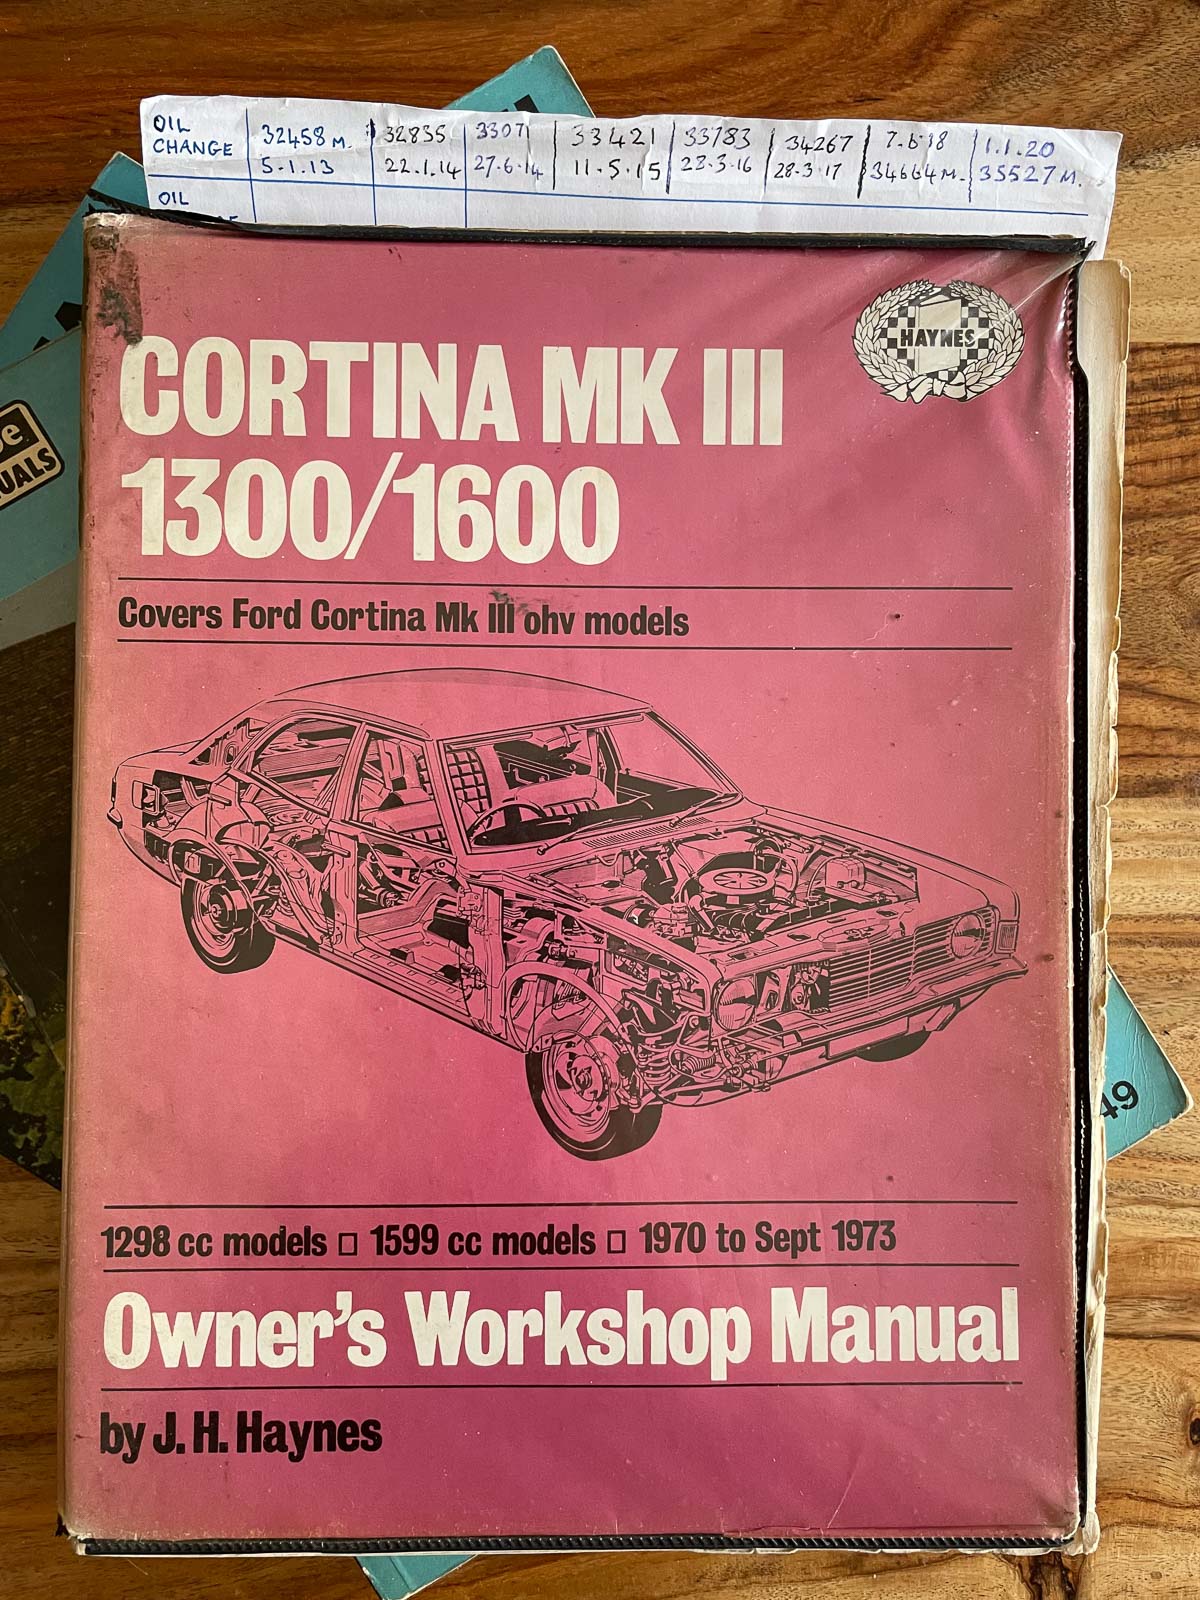 OIL CHANGE
32458 M.
5.1.13
32835
22.1.14
3307
27.6.14
33421
11.5.15
33783
28.3.16
34267
28.3.17
7.6.18
34664 M.
1.1.20
35527 M.
OIL
HAYNES
CORTINA MK III
1300/1600
Covers Ford Cortina Mk III ohv models
1298 cc models □ 1599 cc models □ 1970 to Sept 1973
Owner's Workshop Manual
by J. H. Haynes
49